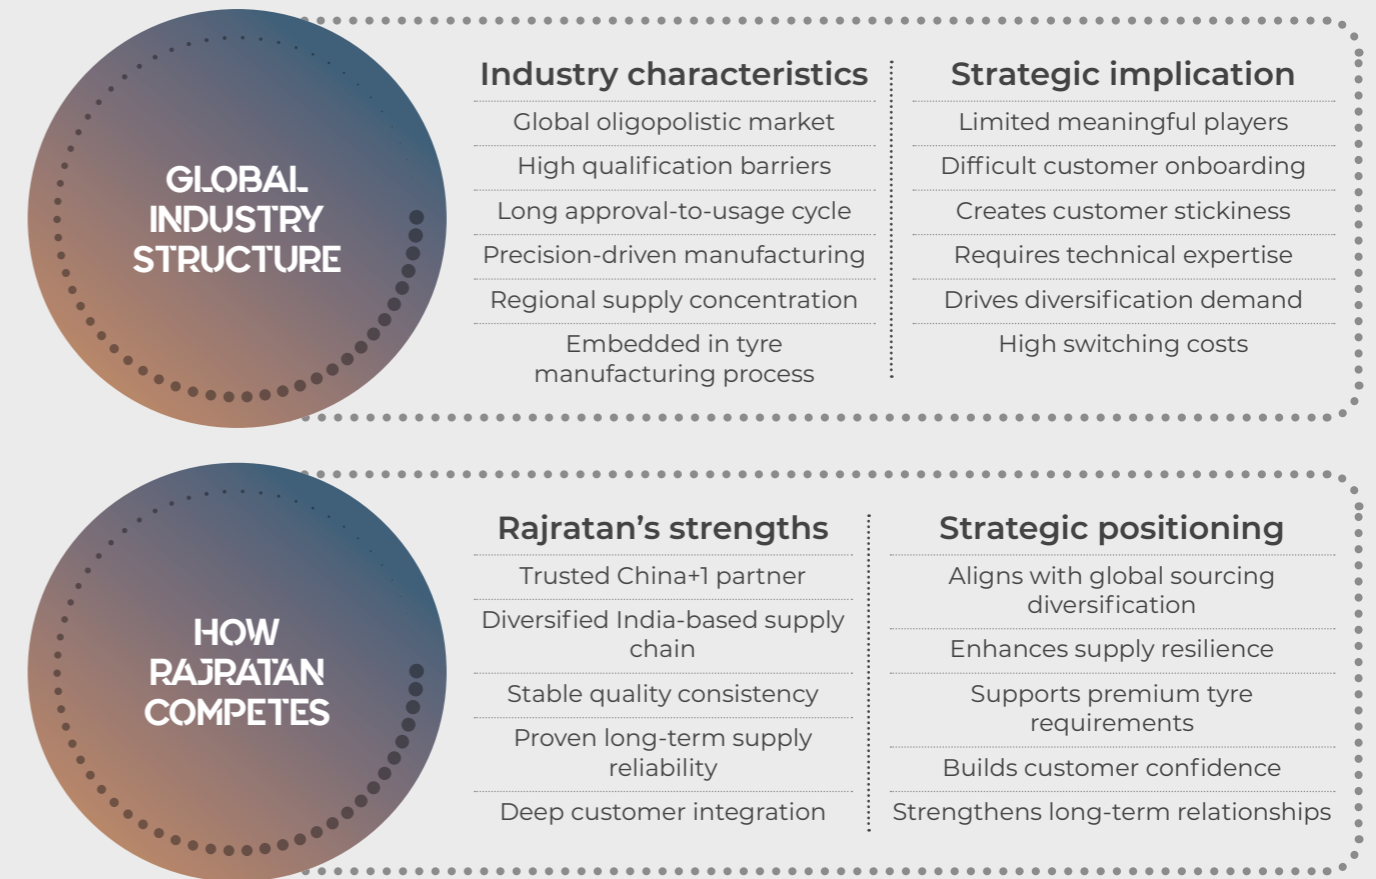 GLOBAL
INDUSTRY
STRUCTURE
Industry characteristics
Global oligopolistic market
High qualification barriers
Long approval-to-usage cycle
Precision-driven manufacturing
Regional supply concentration
Embedded in tyre
manufacturing process
Strategic implication
Limited meaningful players
Difficult customer onboarding
Creates customer stickiness
Requires technical expertise
Drives diversification demand
High switching costs
HOW
RAJRATAN
COMPETES
Rajratan’s strengths
Trusted China+1 partner
Diversified India-based supply
chain
Stable quality consistency
Proven long-term supply
reliability
Deep customer integration
Strategic positioning
Aligns with global sourcing
diversification
Enhances supply resilience
Supports premium tyre
requirements
Builds customer confidence
Strengthens long-term relationships